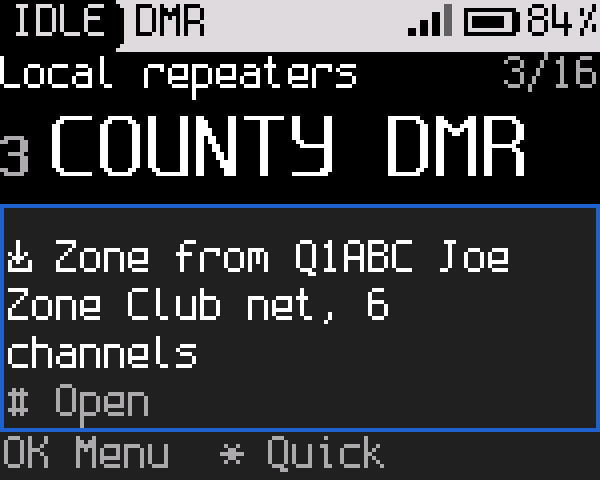 IDLE DMR 84%
Local repeaters 3/16
3 COUNTY DMR
Zone from Q1ABC Joe
Zone Club net, 6
channels
# Open
OK Menu * Quick